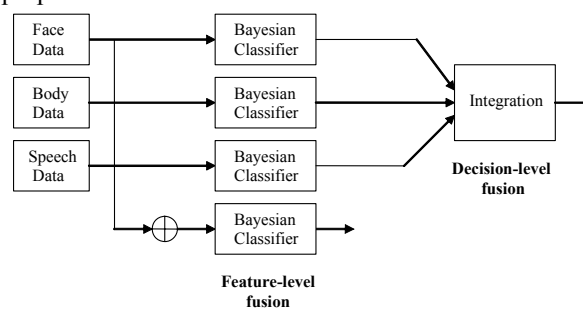 Face
Data
Bayesian
Classifier
Body
Data
Bayesian
Classifier
Integration
Speech
Data
Bayesian
Classifier
Decision-level
fusion
Bayesian
Classifier
Feature-level
fusion